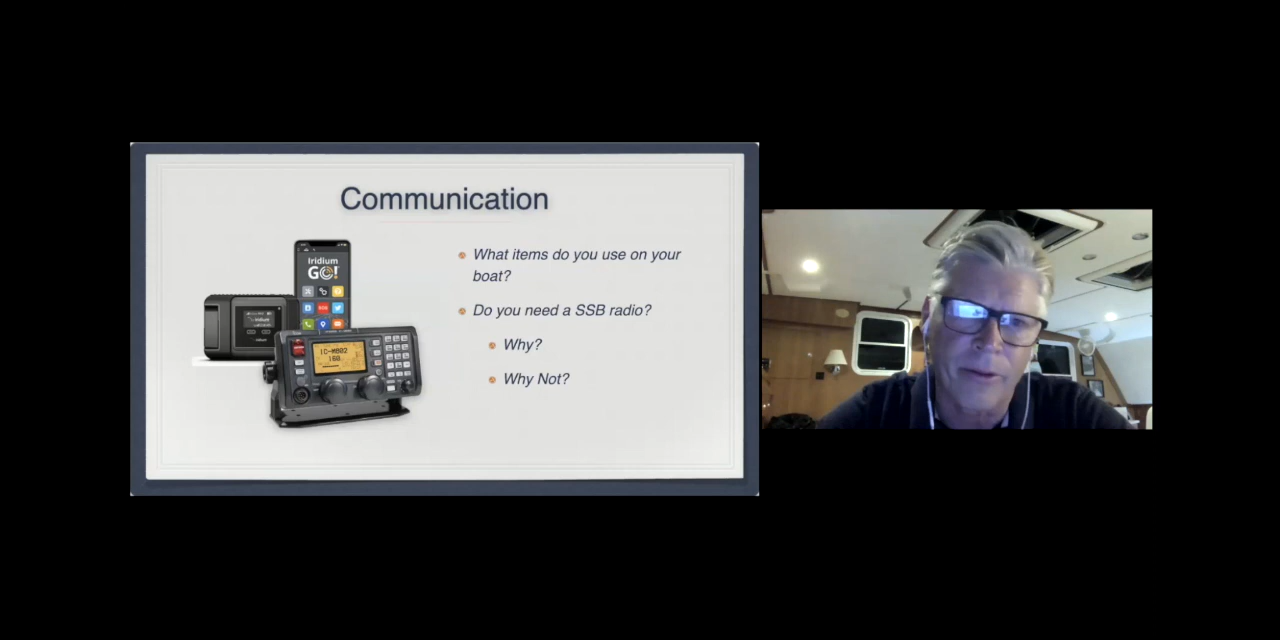 Communication
What items do you use on your
boat?
Do you need a SSB radio?
Why?
Why Not?
Iridium
GO!
SOS
iridium
IC-M802